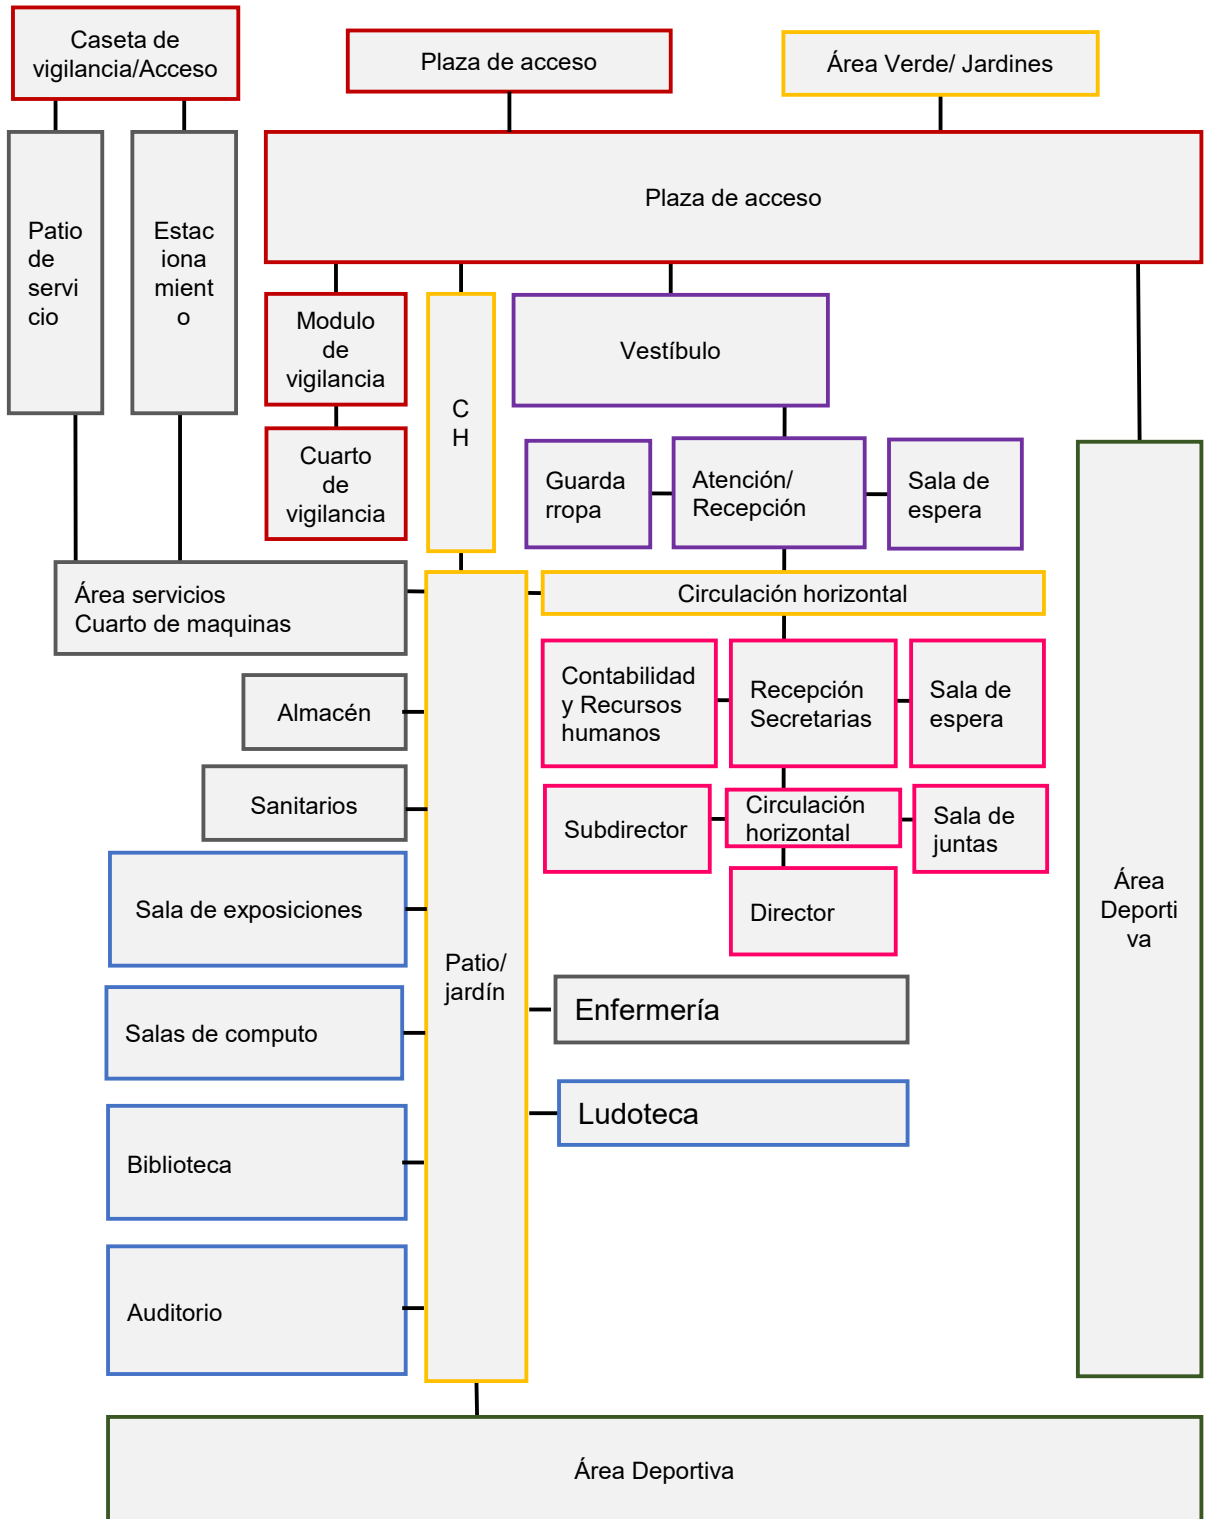 Caseta de
vigilancia/Acceso
Plaza de acceso
Área Verde/ Jardines
Patio
de
servi
cio
Estac
iona
mient
o
Plaza de acceso
Modulo
de
vigilancia
C
H
Vestíbulo
Cuarto
de
vigilancia
Guarda
rropa
Atención/
Recepción
Sala de
espera
Área servicios
Cuarto de maquinas
Circulación horizontal
Contabilidad
y Recursos
humanos
Recepción
Secretarias
Sala de
espera
Almacén
Sanitarios
Subdirector
Circulación
horizontal
Sala de
juntas
Director
Sala de exposiciones
Patio/
jardín
Área
Deporti
va
Enfermería
Salas de computo
Ludoteca
Biblioteca
Auditorio
Área Deportiva